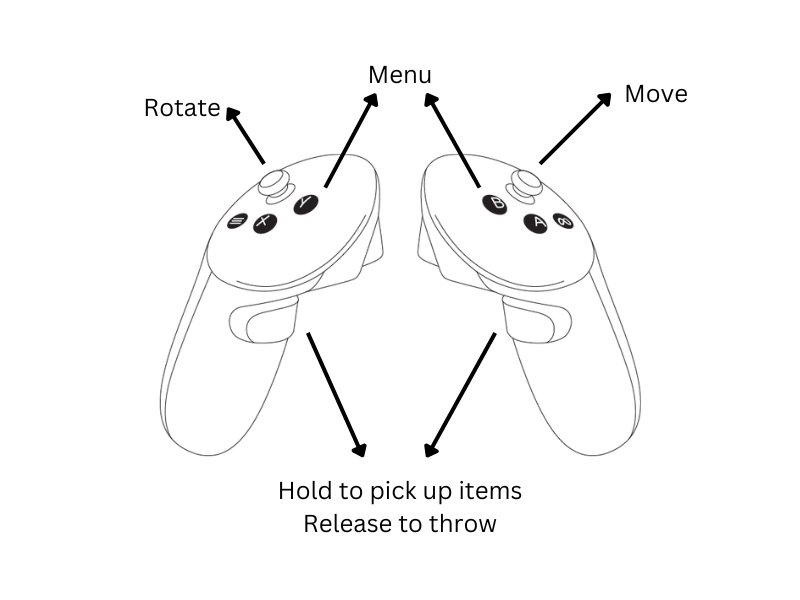 Menu
Rotate
Move
Y
B
X
A
Hold to pick up items
Release to throw